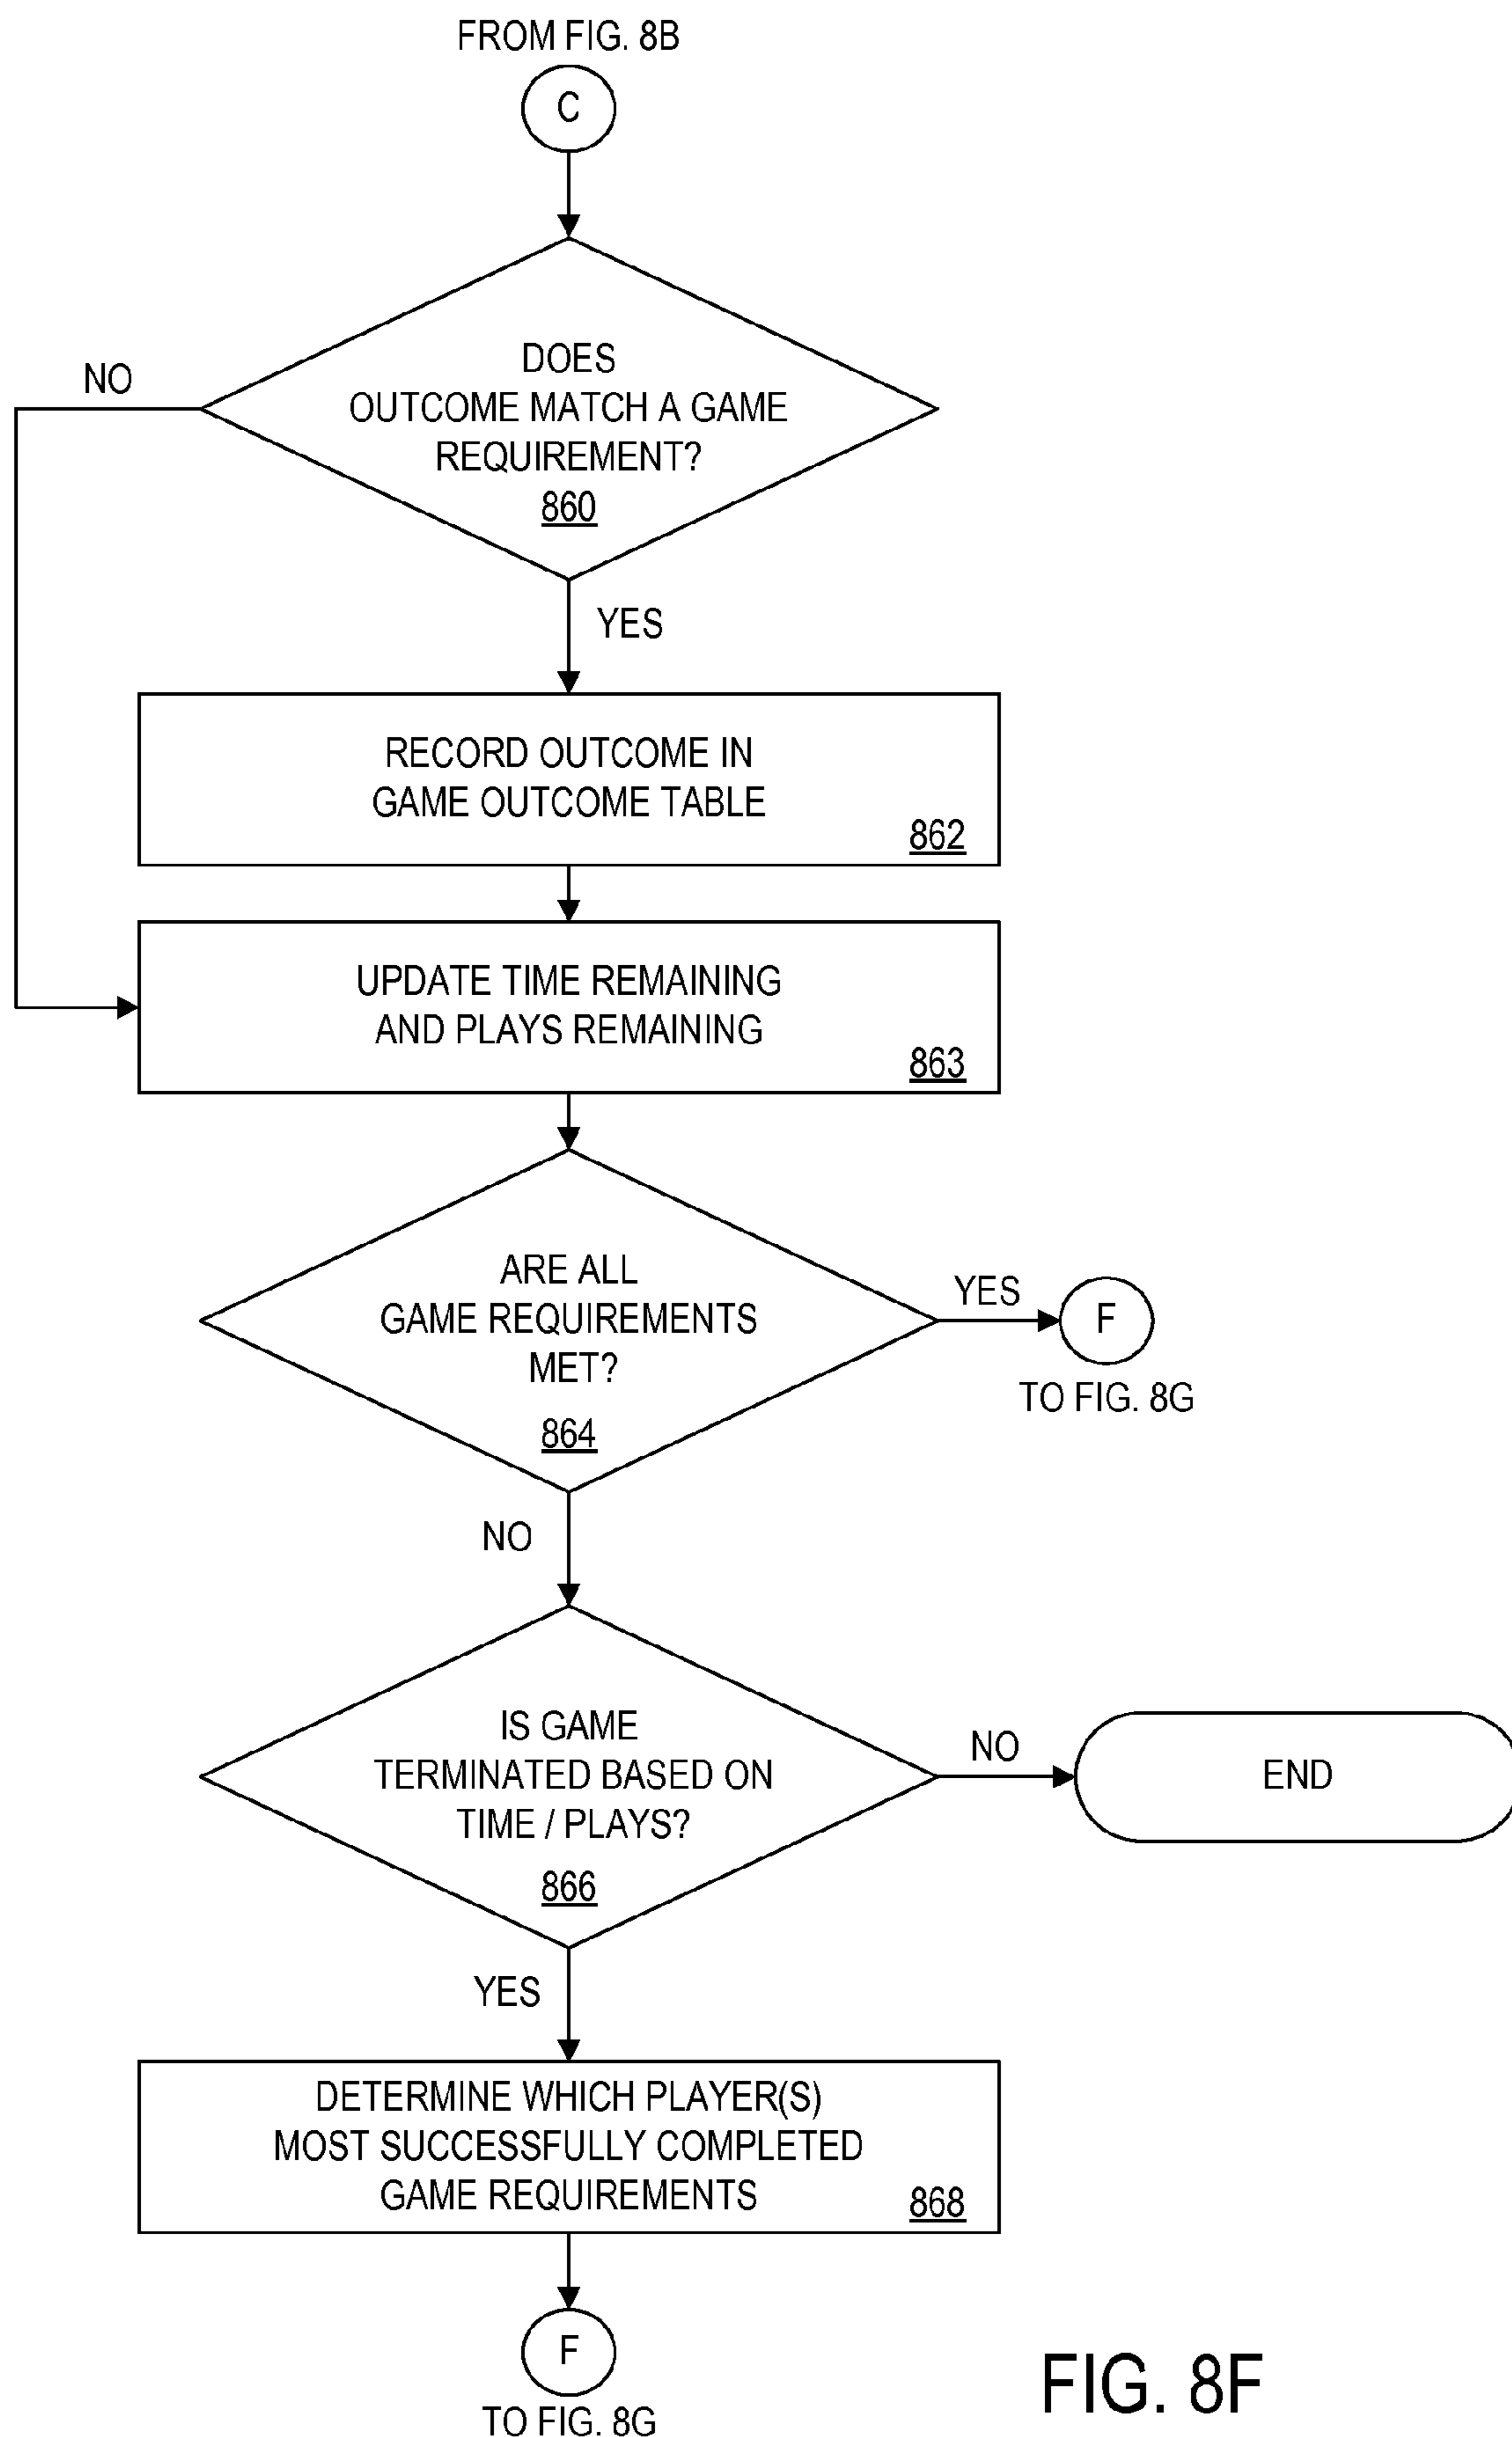 FROM FIG. 8B
C
DOES
OUTCOME MATCH A GAME
REQUIREMENT?
860
NO
YES
RECORD OUTCOME IN
GAME OUTCOME TABLE
862
UPDATE TIME REMAINING
AND PLAYS REMAINING
863
ARE ALL
GAME REQUIREMENTS
MET?
864
YES
F
TO FIG. 8G
NO
IS GAME
TERMINATED BASED ON
TIME / PLAYS?
866
NO
END
YES
DETERMINE WHICH PLAYER(S)
MOST SUCCESSFULLY COMPLETED
GAME REQUIREMENTS
868
F
TO FIG. 8G
FIG. 8F